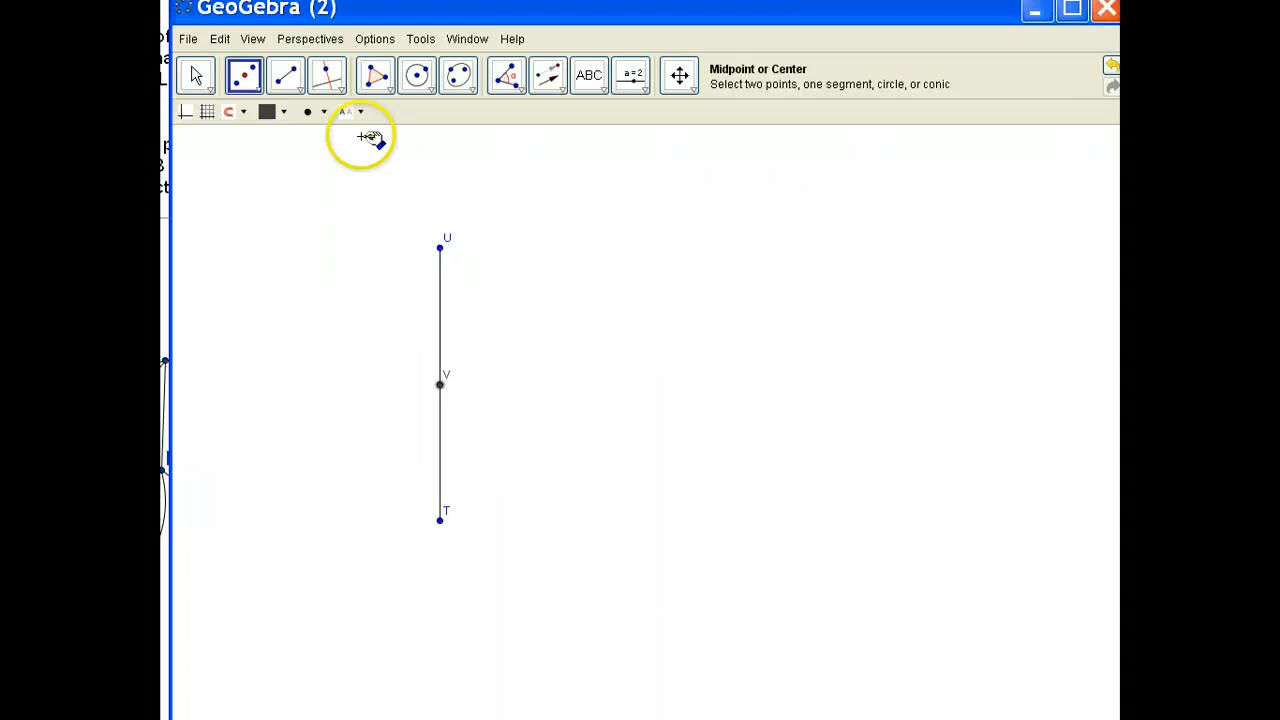 GeoGebra (2)
File Edit View Perspectives Options Tools Window Help
ABC
a=2
α
Midpoint or Center
Select two points, one segment, circle, or conic
AA
U
V
T